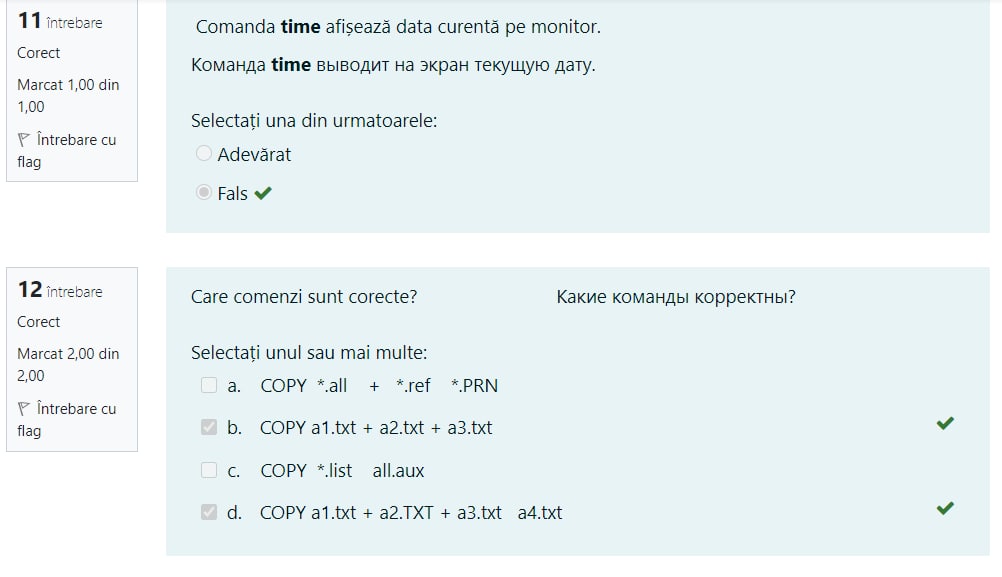 11 întrebare
Corect
Marcat 1,00 din
1,00
Întrebare cu
flag
Comanda time afișează data curentă pe monitor.
Команда time выводит на экран текущую дату.
Selectați una din urmatoarele:
Adevărat
Fals
12 întrebare
Corect
Marcat 2,00 din
2,00
Întrebare cu
flag
Care comenzi sunt corecte? Какие команды корректны?
Selectați unul sau mai multe:
a. COPY *.all + *.ref *.PRN
b. COPY a1.txt + a2.txt + a3.txt
c. COPY *.list all.aux
d. COPY a1.txt + a2.TXT + a3.txt a4.txt